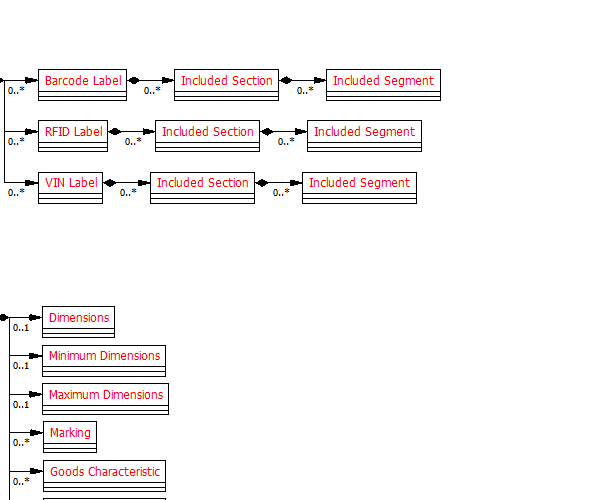 Barcode Label Included Section Included Segment
0..* 0..* 0..*
RFID Label Included Section Included Segment
0..* 0..* 0..*
VIN Label Included Section Included Segment
0..* 0..* 0..*
Dimensions
0..1
Minimum Dimensions
0..1
Maximum Dimensions
0..1
Marking
0..*
Goods Characteristic
0..*